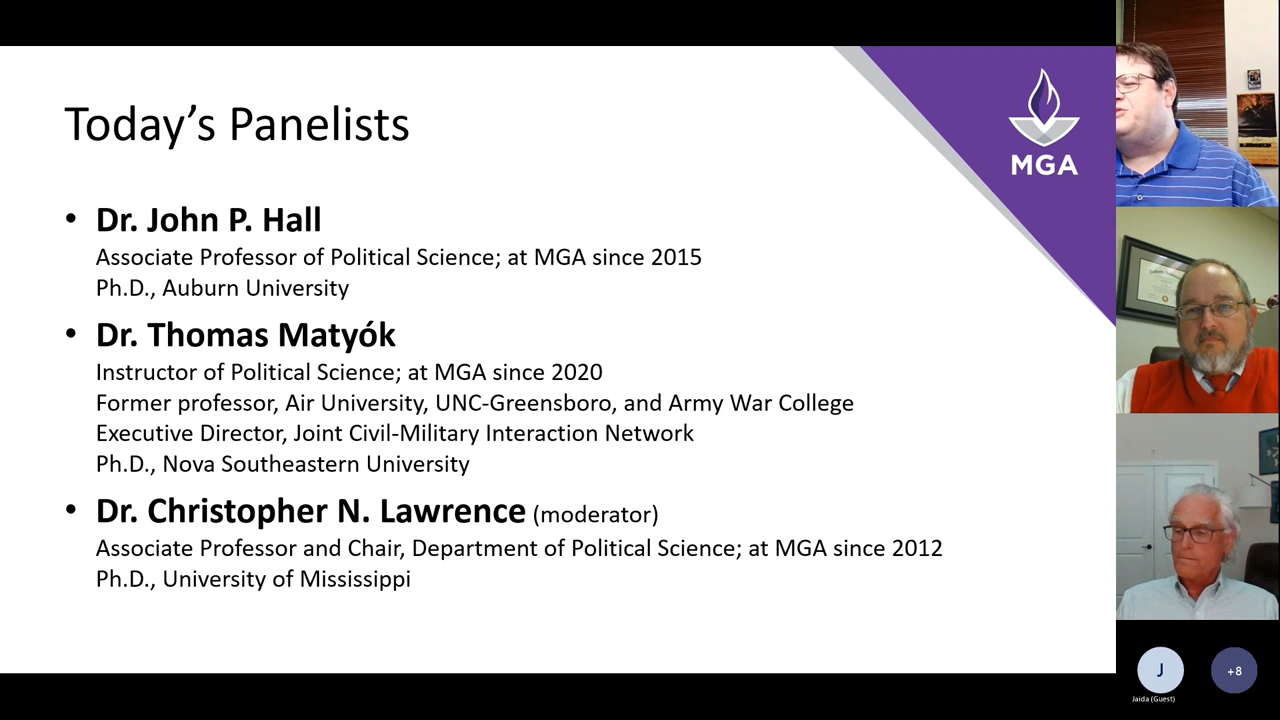 Today's Panelists
MGA
• Dr. John P. Hall
Associate Professor of Political Science; at MGA since 2015
Ph.D., Auburn University
• Dr. Thomas Matyók
Instructor of Political Science; at MGA since 2020
Former professor, Air University, UNC-Greensboro, and Army War College
Executive Director, Joint Civil-Military Interaction Network
Ph.D., Nova Southeastern University
• Dr. Christopher N. Lawrence (moderator)
Associate Professor and Chair, Department of Political Science; at MGA since 2012
Ph.D., University of Mississippi
J
+8
Jaida (Guest)